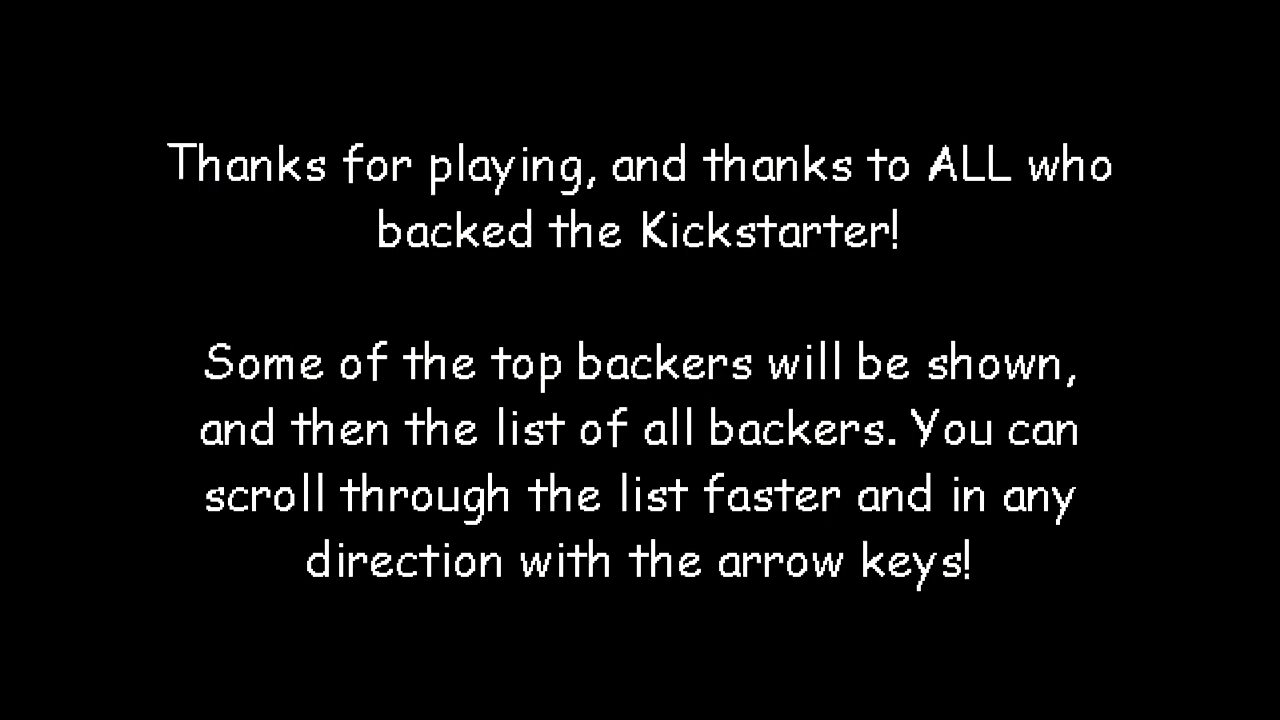 Thanks for playing, and thanks to ALL who
backed the Kickstarter!
Some of the top backers will be shown,
and then the list of all backers. You can
scroll through the list faster and in any
direction with the arrow keys!